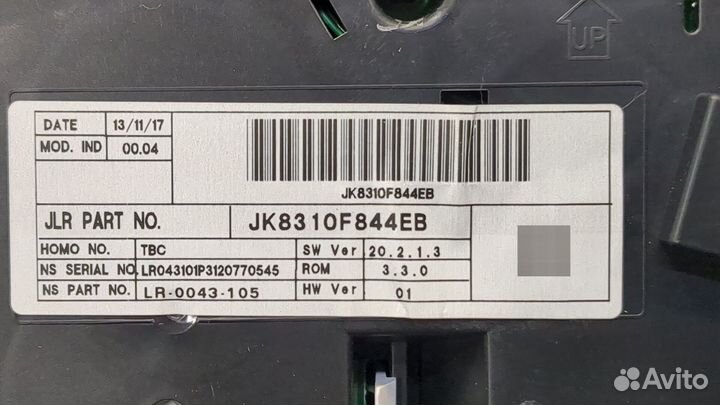 UP
DATE 13/11/17
MOD. IND 00.04
JK8310F844EB
JLR PART NO. JK8310F844EB
HOMO NO. TBC SW Ver 20.2.1.3
NS SERIAL NO. LR043101P3120770545 ROM 3.3.0
NS PART NO. LR-0043-105 HW Ver 01
Avito